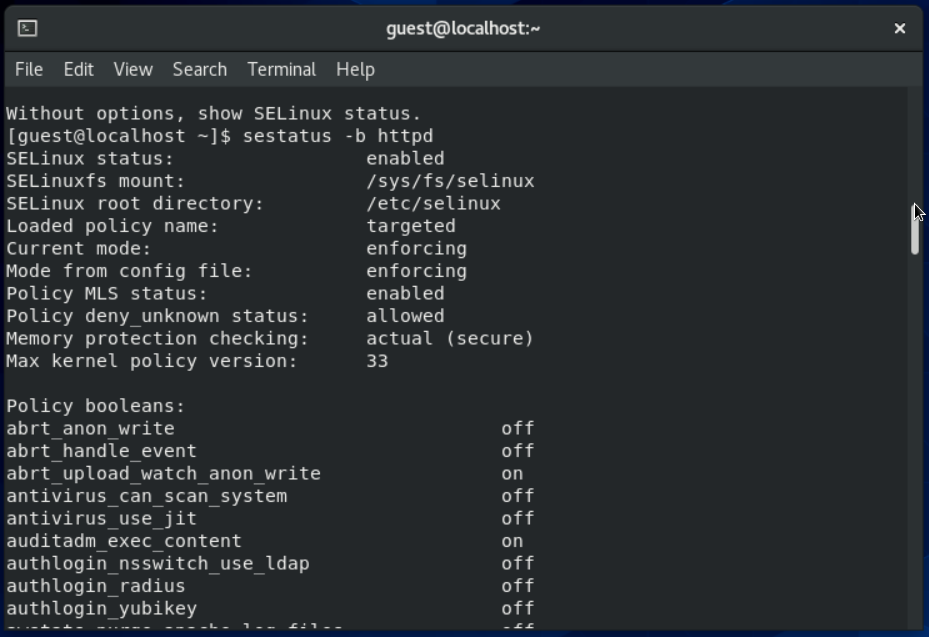 guest@localhost:~
File Edit View Search Terminal Help
Without options, show SELinux status.
[guest@localhost ~]$ sestatus -b httpd
SELinux status:                 enabled
SELinuxfs mount:                /sys/fs/selinux
SELinux root directory:         /etc/selinux
Loaded policy name:             targeted
Current mode:                   enforcing
Mode from config file:          enforcing
Policy MLS status:              enabled
Policy deny_unknown status:     allowed
Memory protection checking:     actual (secure)
Max kernel policy version:      33
Policy booleans:
abrt_anon_write                             off
abrt_handle_event                           off
abrt_upload_watch_anon_write                on
antivirus_can_scan_system                   off
antivirus_use_jit                           off
auditadm_exec_content                       on
authlogin_nsswitch_use_ldap                 off
authlogin_radius                            off
authlogin_yubikey                           off